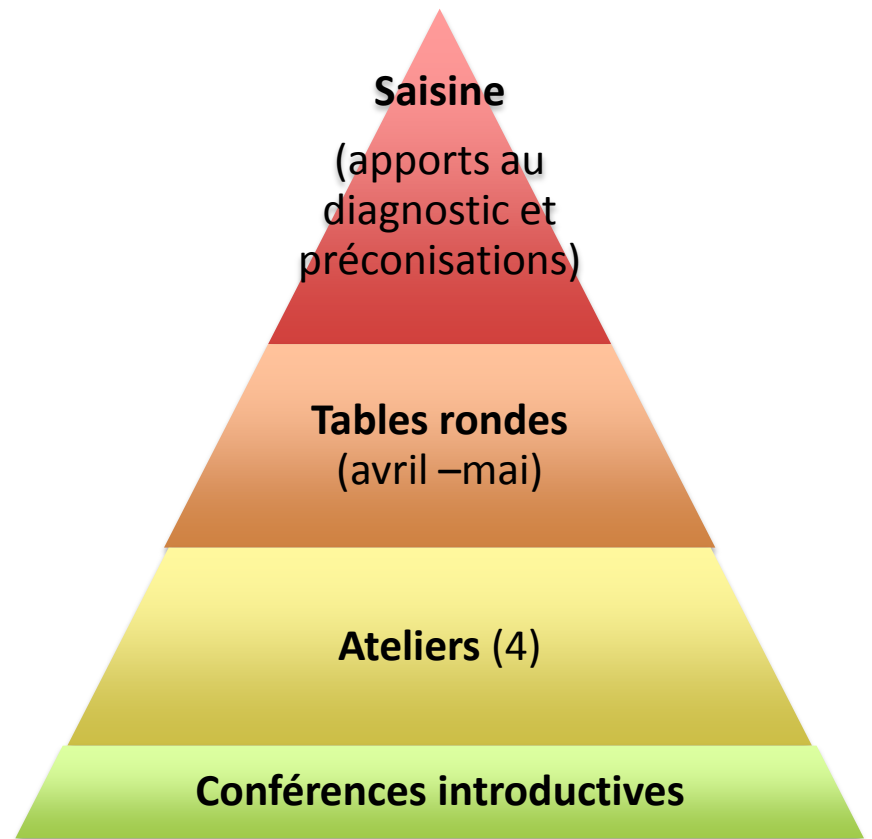 Saisine
(apports au
diagnostic et
préconisations)
Tables rondes
(avril –mai)
Ateliers (4)
Conférences introductives